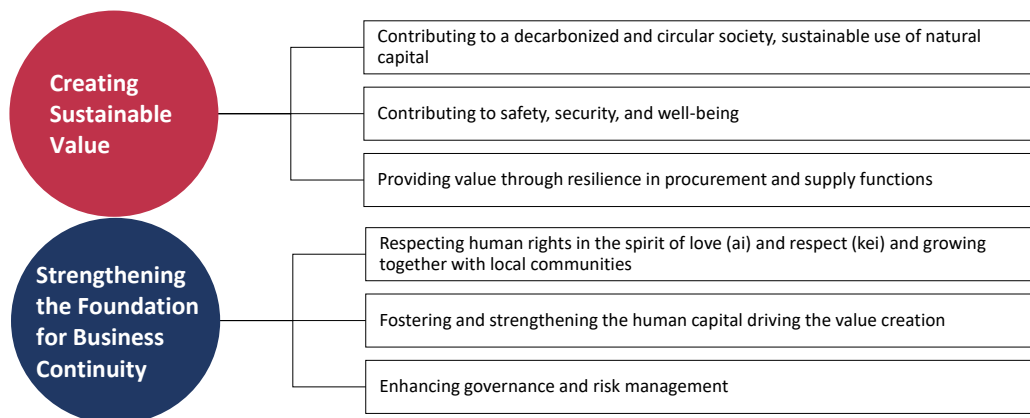 Creating
Sustainable
Value
Contributing to a decarbonized and circular society, sustainable use of natural
capital
Contributing to safety, security, and well-being
Providing value through resilience in procurement and supply functions
Strengthening
the Foundation
for Business
Continuity
Respecting human rights in the spirit of love (ai) and respect (kei) and growing
together with local communities
Fostering and strengthening the human capital driving the value creation
Enhancing governance and risk management